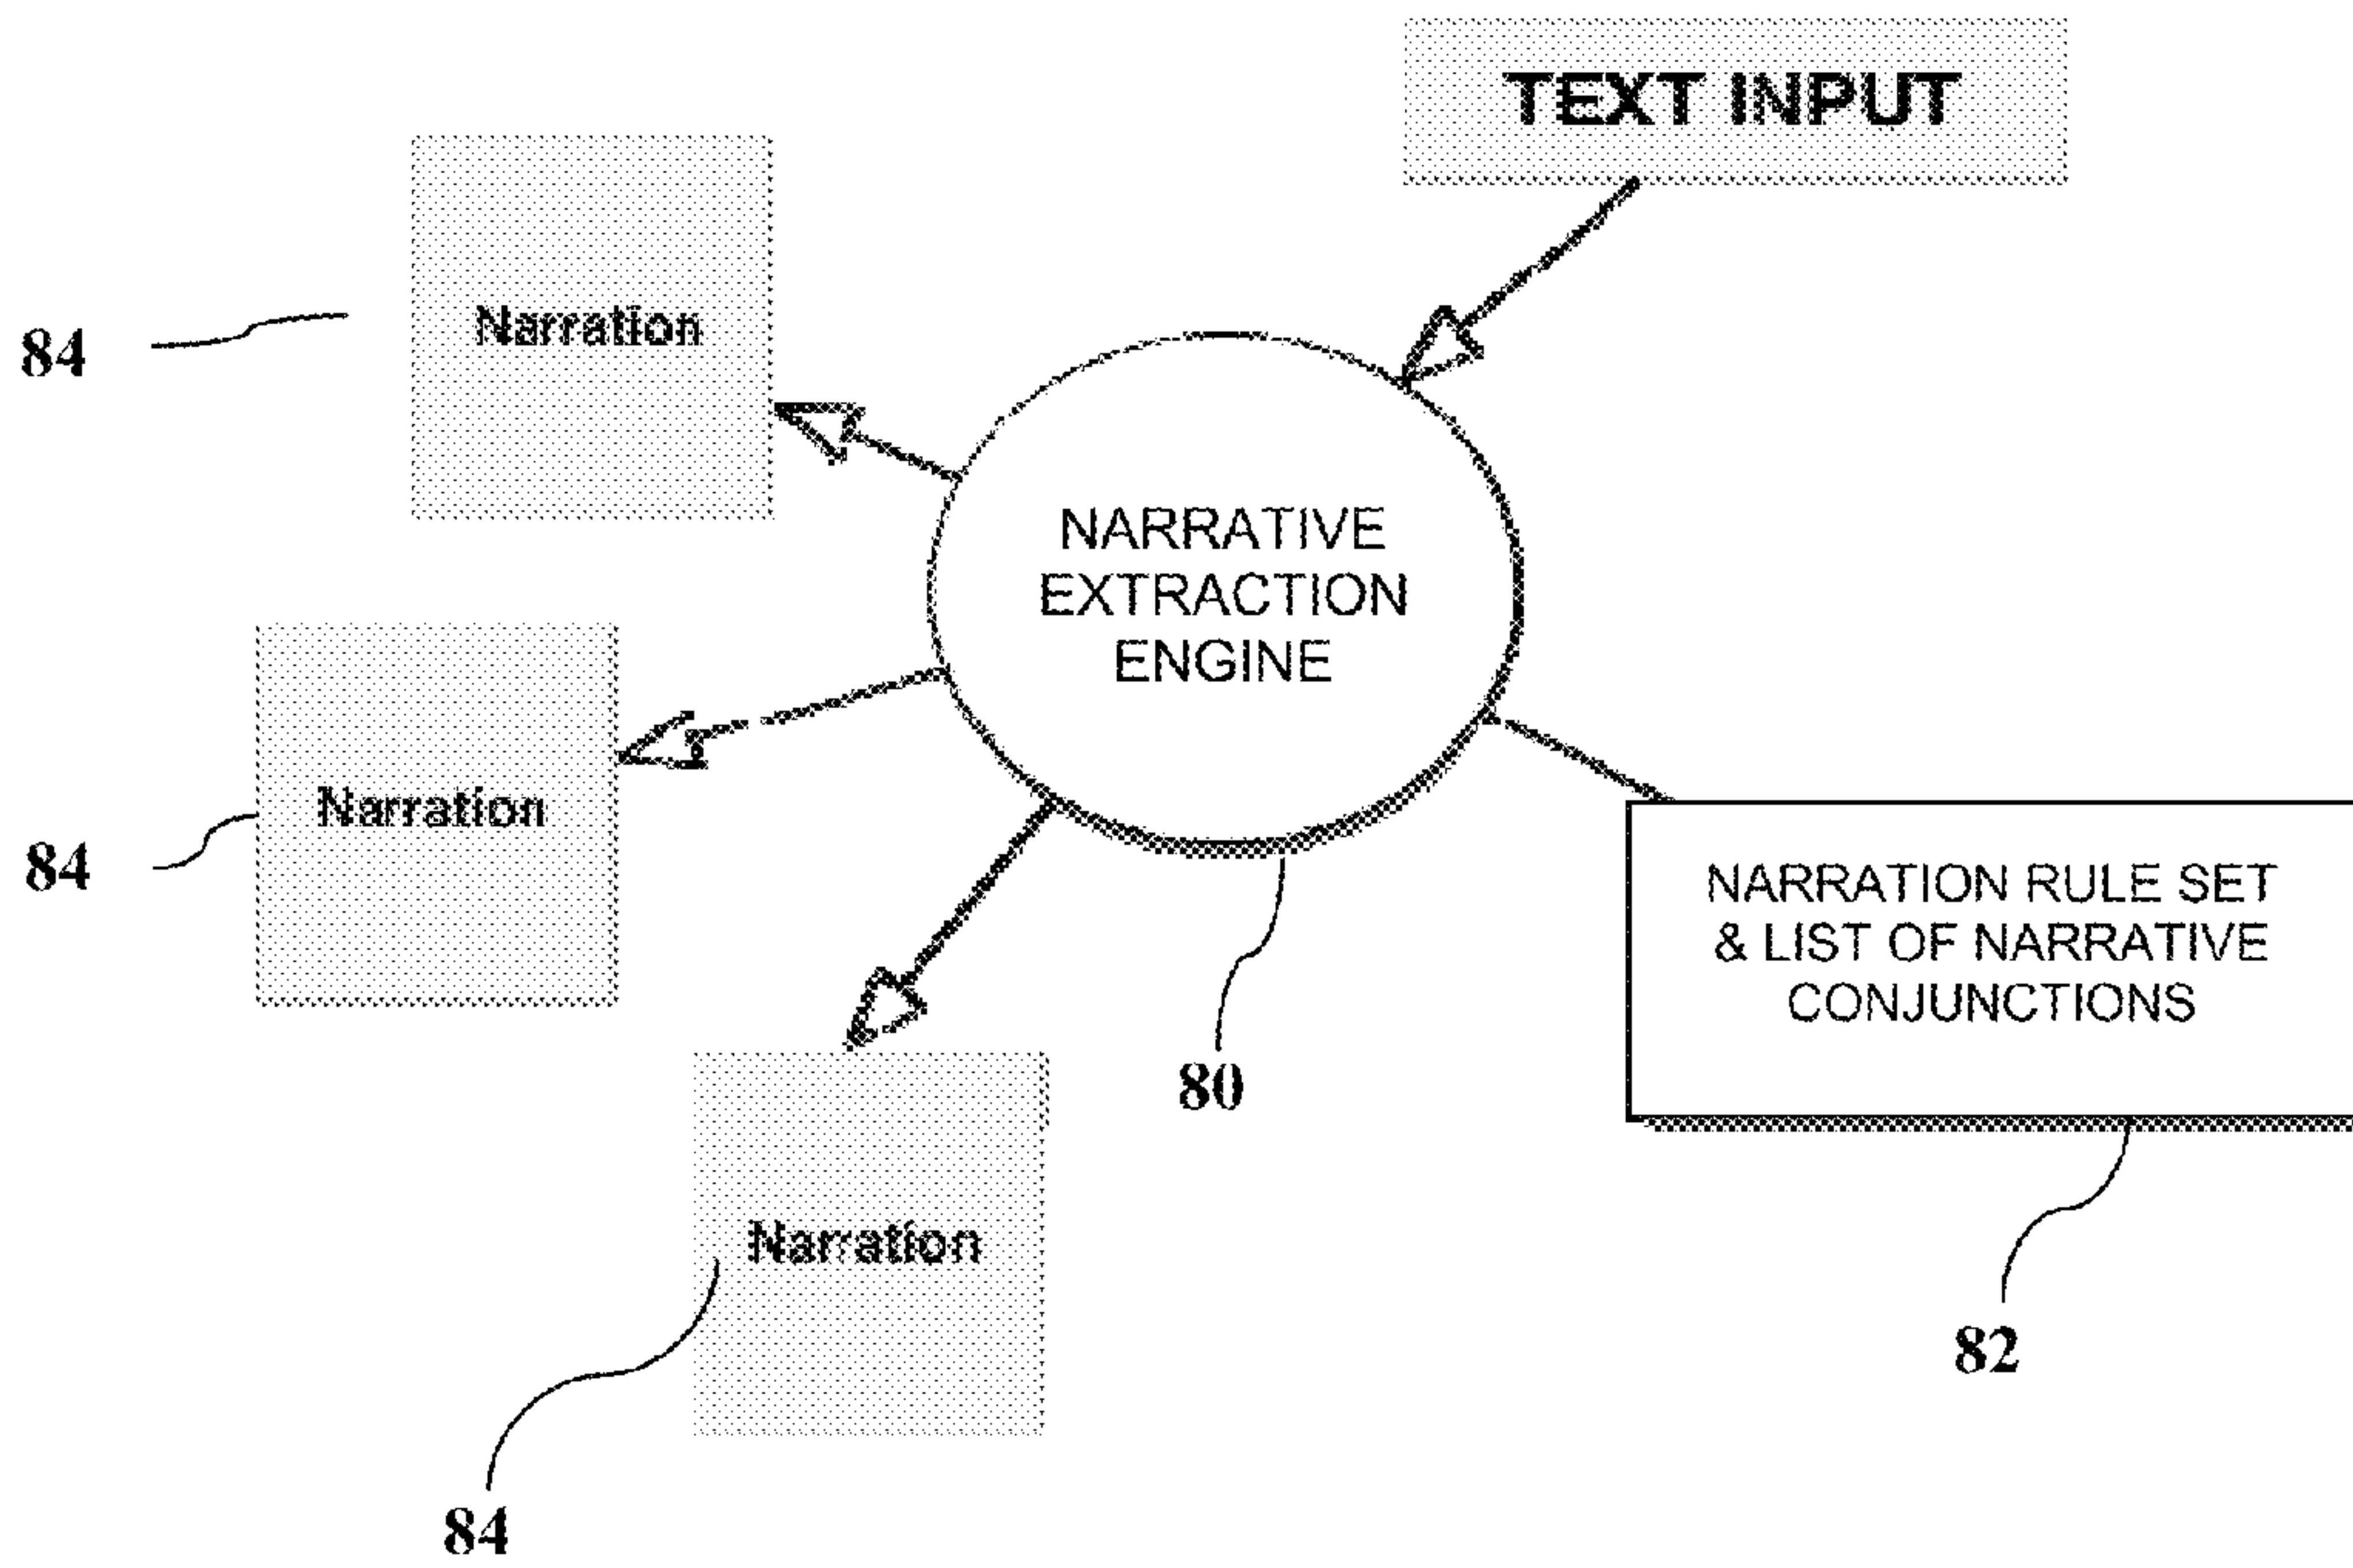 TEXT INPUT
Narration
84
NARRATIVE
EXTRACTION
ENGINE
Narration
84
NARRATION RULE SET
& LIST OF NARRATIVE
CONJUNCTIONS
80
Narration
82
84